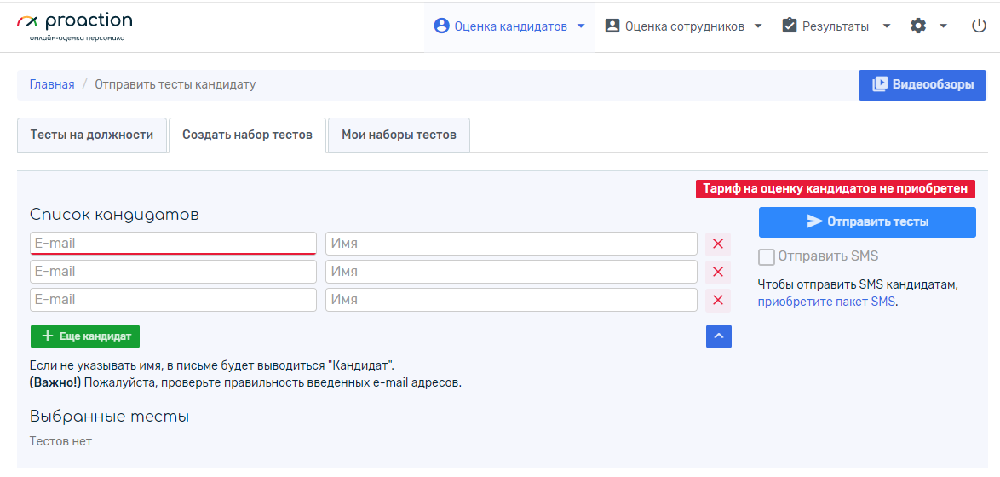 proaction
онлайн-оценка персонала
Оценка кандидатов
Оценка сотрудников
Результаты
Главная / Отправить тесты кандидату
Видеообзоры
Тесты на должности
Создать набор тестов
Мои наборы тестов
Тариф на оценку кандидатов не приобретен
Список кандидатов
Отправить тесты
E-mail
Имя
E-mail
Имя
E-mail
Имя
Отправить SMS
Чтобы отправить SMS кандидатам,
приобретите пакет SMS.
Еще кандидат
Если не указывать имя, в письме будет выводиться "Кандидат".
(Важно!) Пожалуйста, проверьте правильность введенных e-mail адресов.
Выбранные тесты
Тестов нет